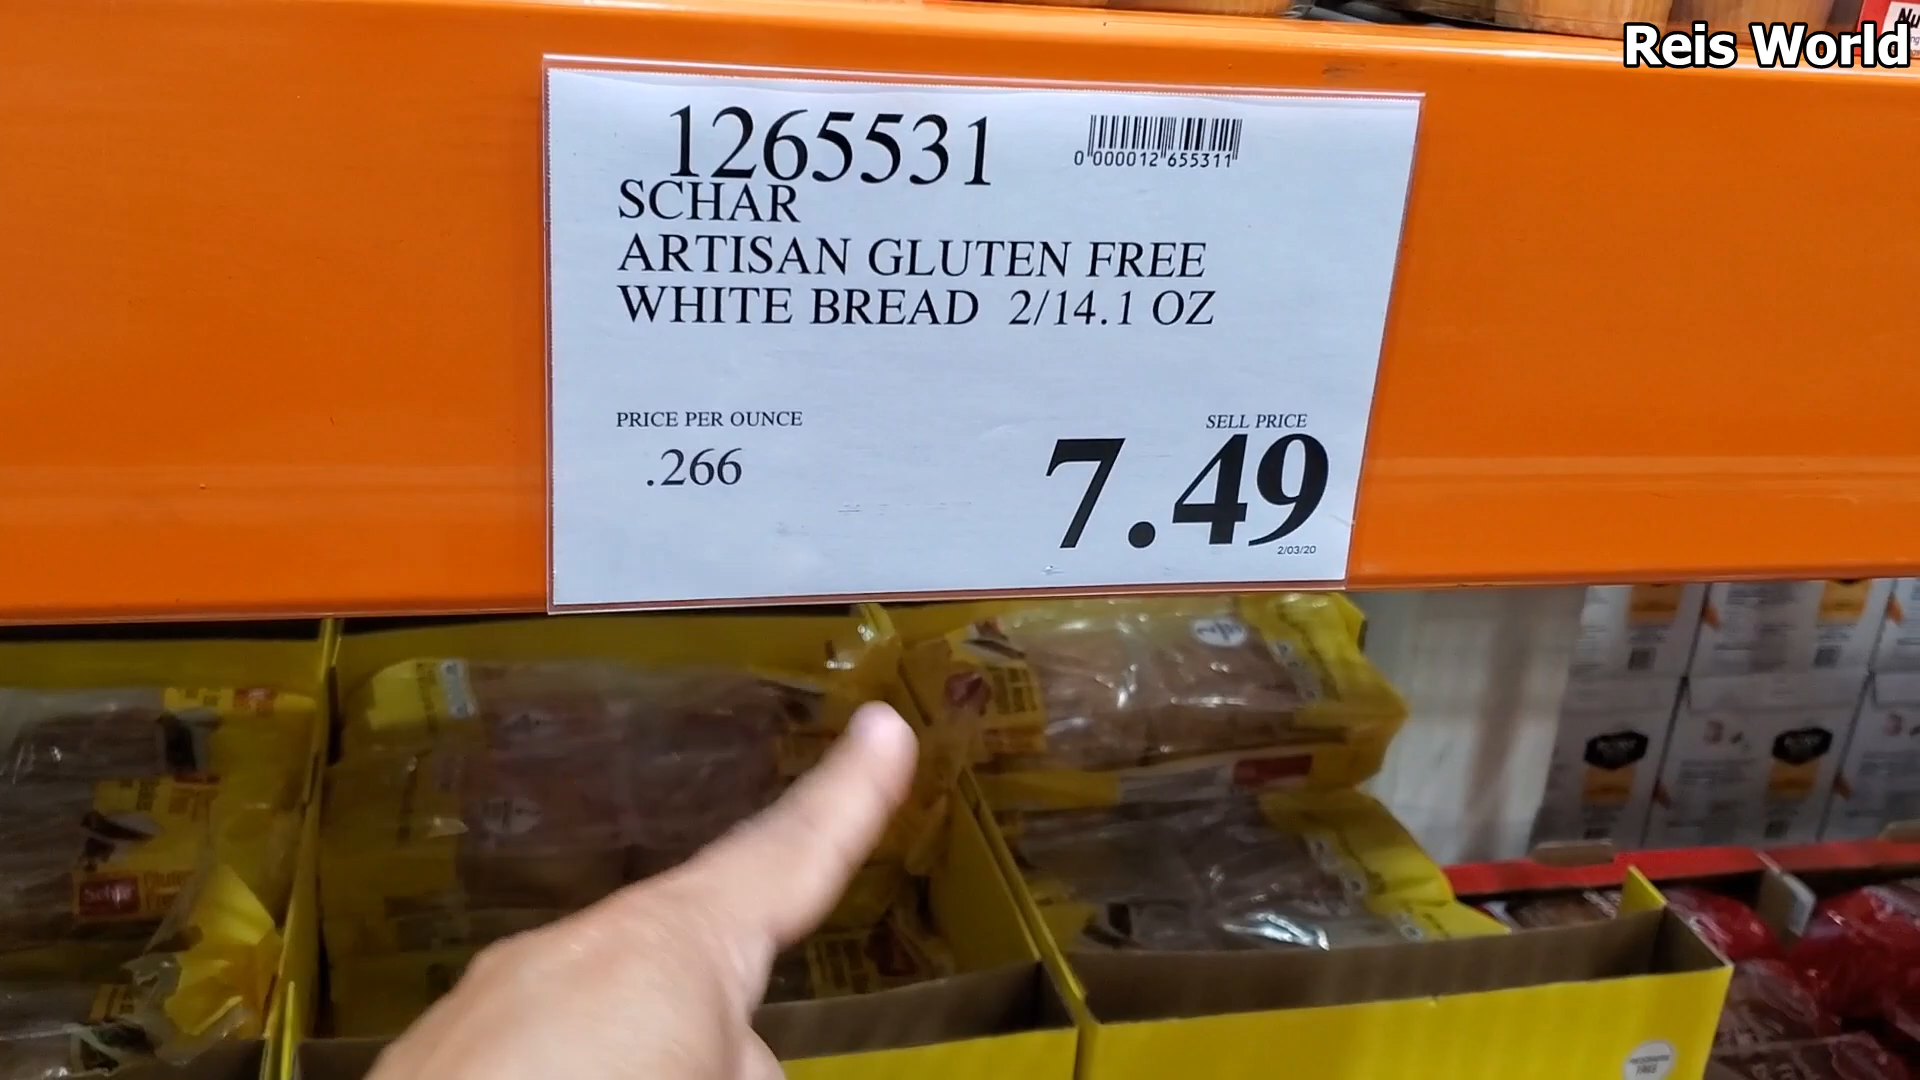 Reis World
1265531
0 000012 655311
SCHAR
ARTISAN GLUTEN FREE
WHITE BREAD 2/14.1 OZ
PRICE PER OUNCE
.266
SELL PRICE
7.49
2/03/20
Schär